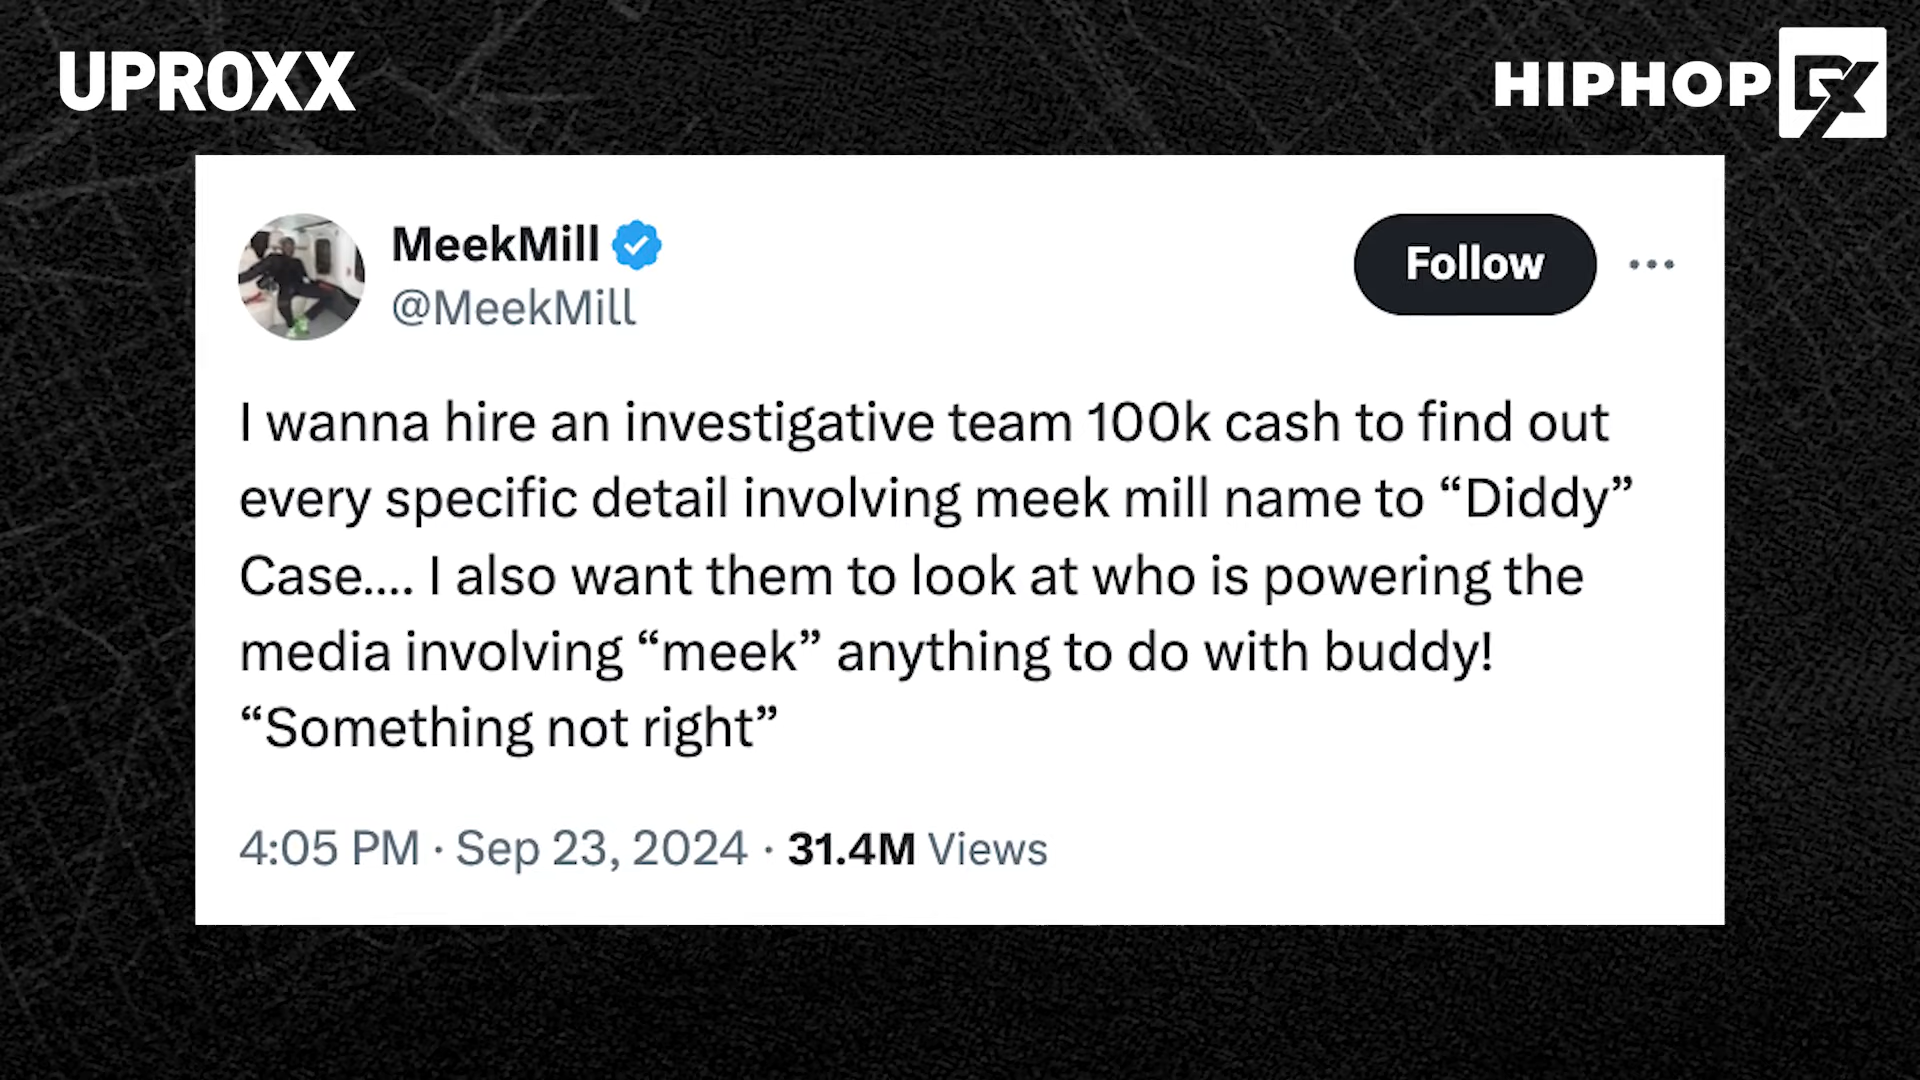 UPROXX
HIPHOP DX
MeekMill
@MeekMill
Follow
I wanna hire an investigative team 100k cash to find out
every specific detail involving meek mill name to “Diddy”
Case.... I also want them to look at who is powering the
media involving “meek” anything to do with buddy!
“Something not right”
4:05 PM · Sep 23, 2024 · 31.4M Views